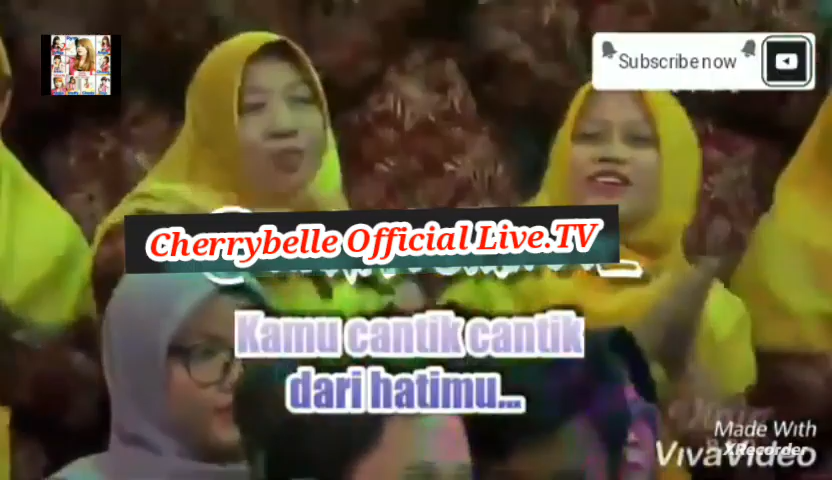 Subscribe now
Cherrybelle Official Live.TV
Kamu cantik cantik
dari hatimu...
Made With
XRecorder
VivaVideo